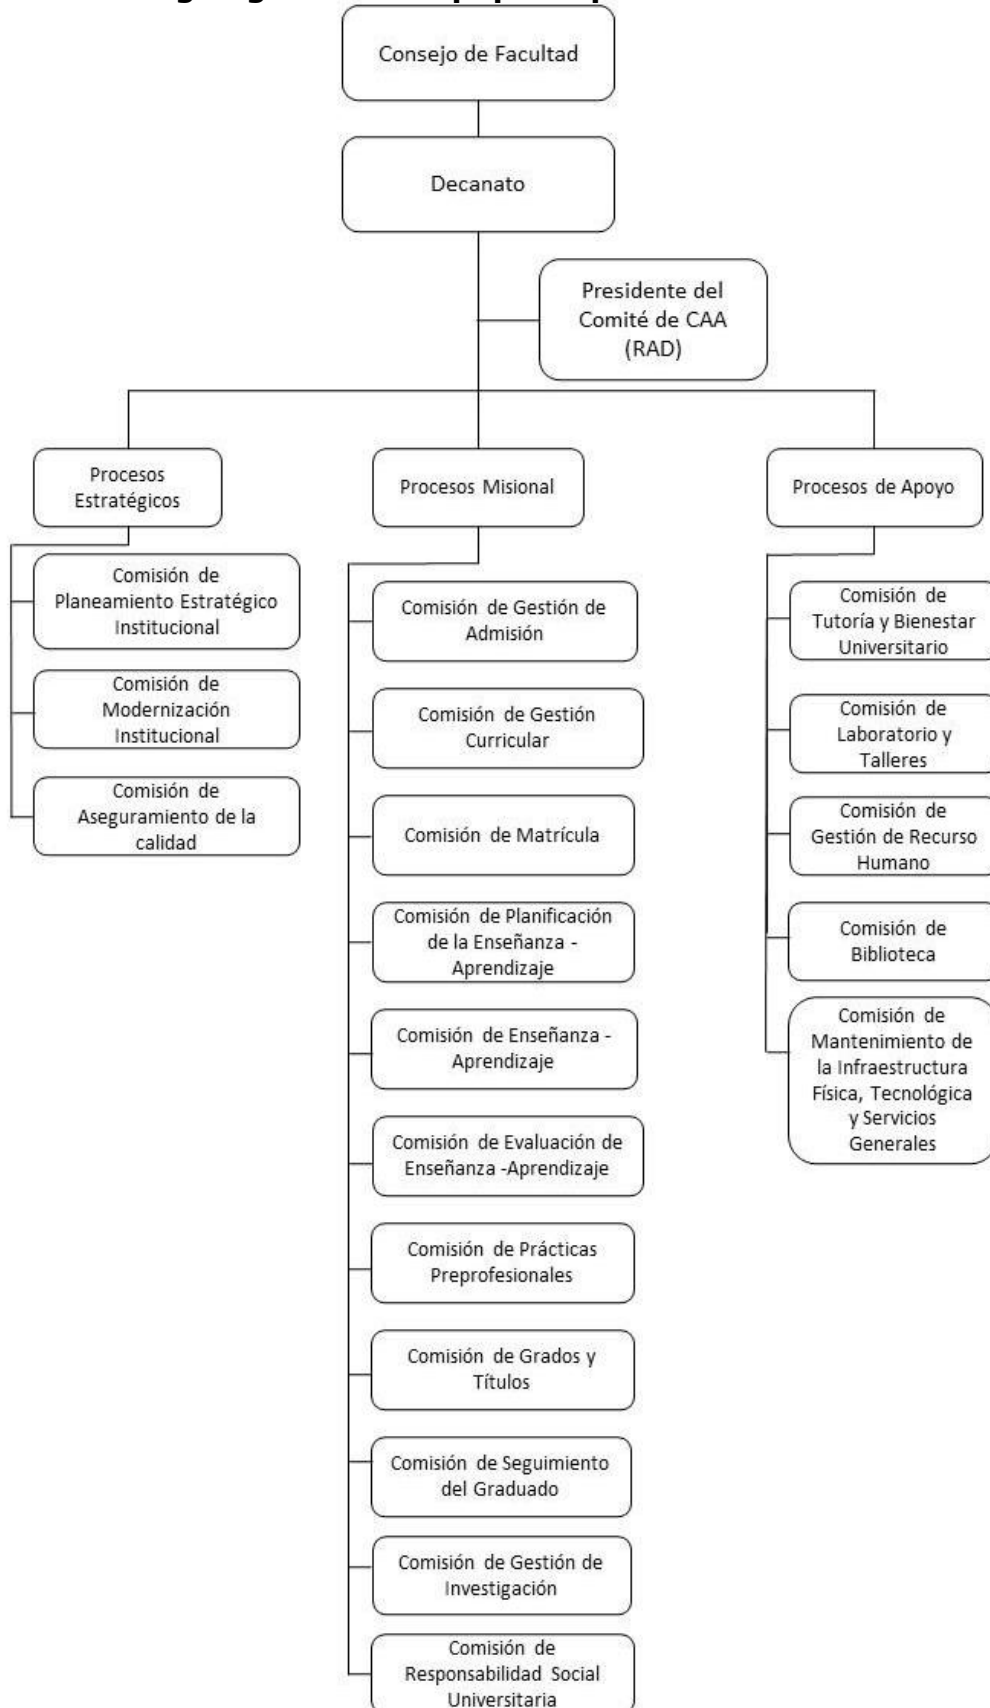 Consejo de Facultad
Decanato
Presidente del
Comité de CAA
(RAD)
Procesos
Estratégicos
Comisión de
Planeamiento Estratégico
Institucional
Comisión de
Modernización
Institucional
Comisión de
Aseguramiento de la
calidad
Procesos Misional
Comisión de Gestión de
Admisión
Comisión de Gestión
Curricular
Comisión de Matrícula
Comisión de Planificación
de la Enseñanza -
Aprendizaje
Comisión de Enseñanza -
Aprendizaje
Comisión de Evaluación de
Enseñanza -Aprendizaje
Comisión de Prácticas
Preprofesionales
Comisión de Grados y
Títulos
Comisión de Seguimiento
del Graduado
Comisión de Gestión de
Investigación
Comisión de
Responsabilidad Social
Universitaria
Procesos de Apoyo
Comisión de
Tutoría y Bienestar
Universitario
Comisión de
Laboratorio y
Talleres
Comisión de
Gestión de Recurso
Humano
Comisión de
Biblioteca
Comisión de
Mantenimiento de
la Infraestructura
Física, Tecnológica
y Servicios
Generales